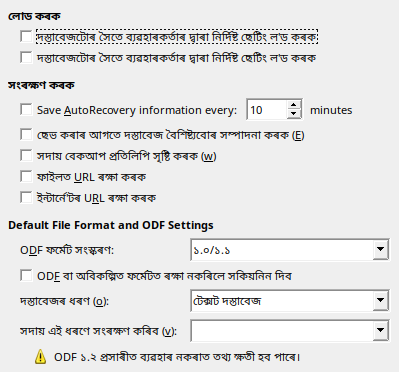 লোড কৰক
দস্তাবেজটোৰ সৈতে ব্যৱহাৰকৰ্তাৰ দ্বাৰা নিৰ্দিষ্ট ছেটিং ল'ড কৰক
দস্তাবেজটোৰ সৈতে ব্যৱহাৰকৰ্তাৰ দ্বাৰা নিৰ্দিষ্ট ছেটিং ল'ড কৰক
সংৰক্ষণ কৰক
Save AutoRecovery information every: 10 minutes
ছেভ কৰাৰ আগতে দস্তাবেজ বৈশিষ্ট্যবোৰ সম্পাদনা কৰক (E)
সদায় বেকআপ প্ৰতিলিপি সৃষ্টি কৰক (w)
ফাইলত URL ৰক্ষা কৰক
ইন্টাৰ্নে'টৰ URL ৰক্ষা কৰক
Default File Format and ODF Settings
ODF ফৰ্মেট সংস্কৰণ: ১.০/১.১
ODF বা অবিকল্পিত ফৰ্মেটত ৰক্ষা নকৰিলে সকিয়নিন দিব
দস্তাবেজৰ ধৰণ (o): টেক্সট দস্তাবেজ
সদায় এই ধৰণে সংৰক্ষণ কৰিব (v):
ODF ১.২ প্ৰসাৰীত ব্যৱহাৰ নকৰাত তথ্য ক্ষতী হব পাৰে।